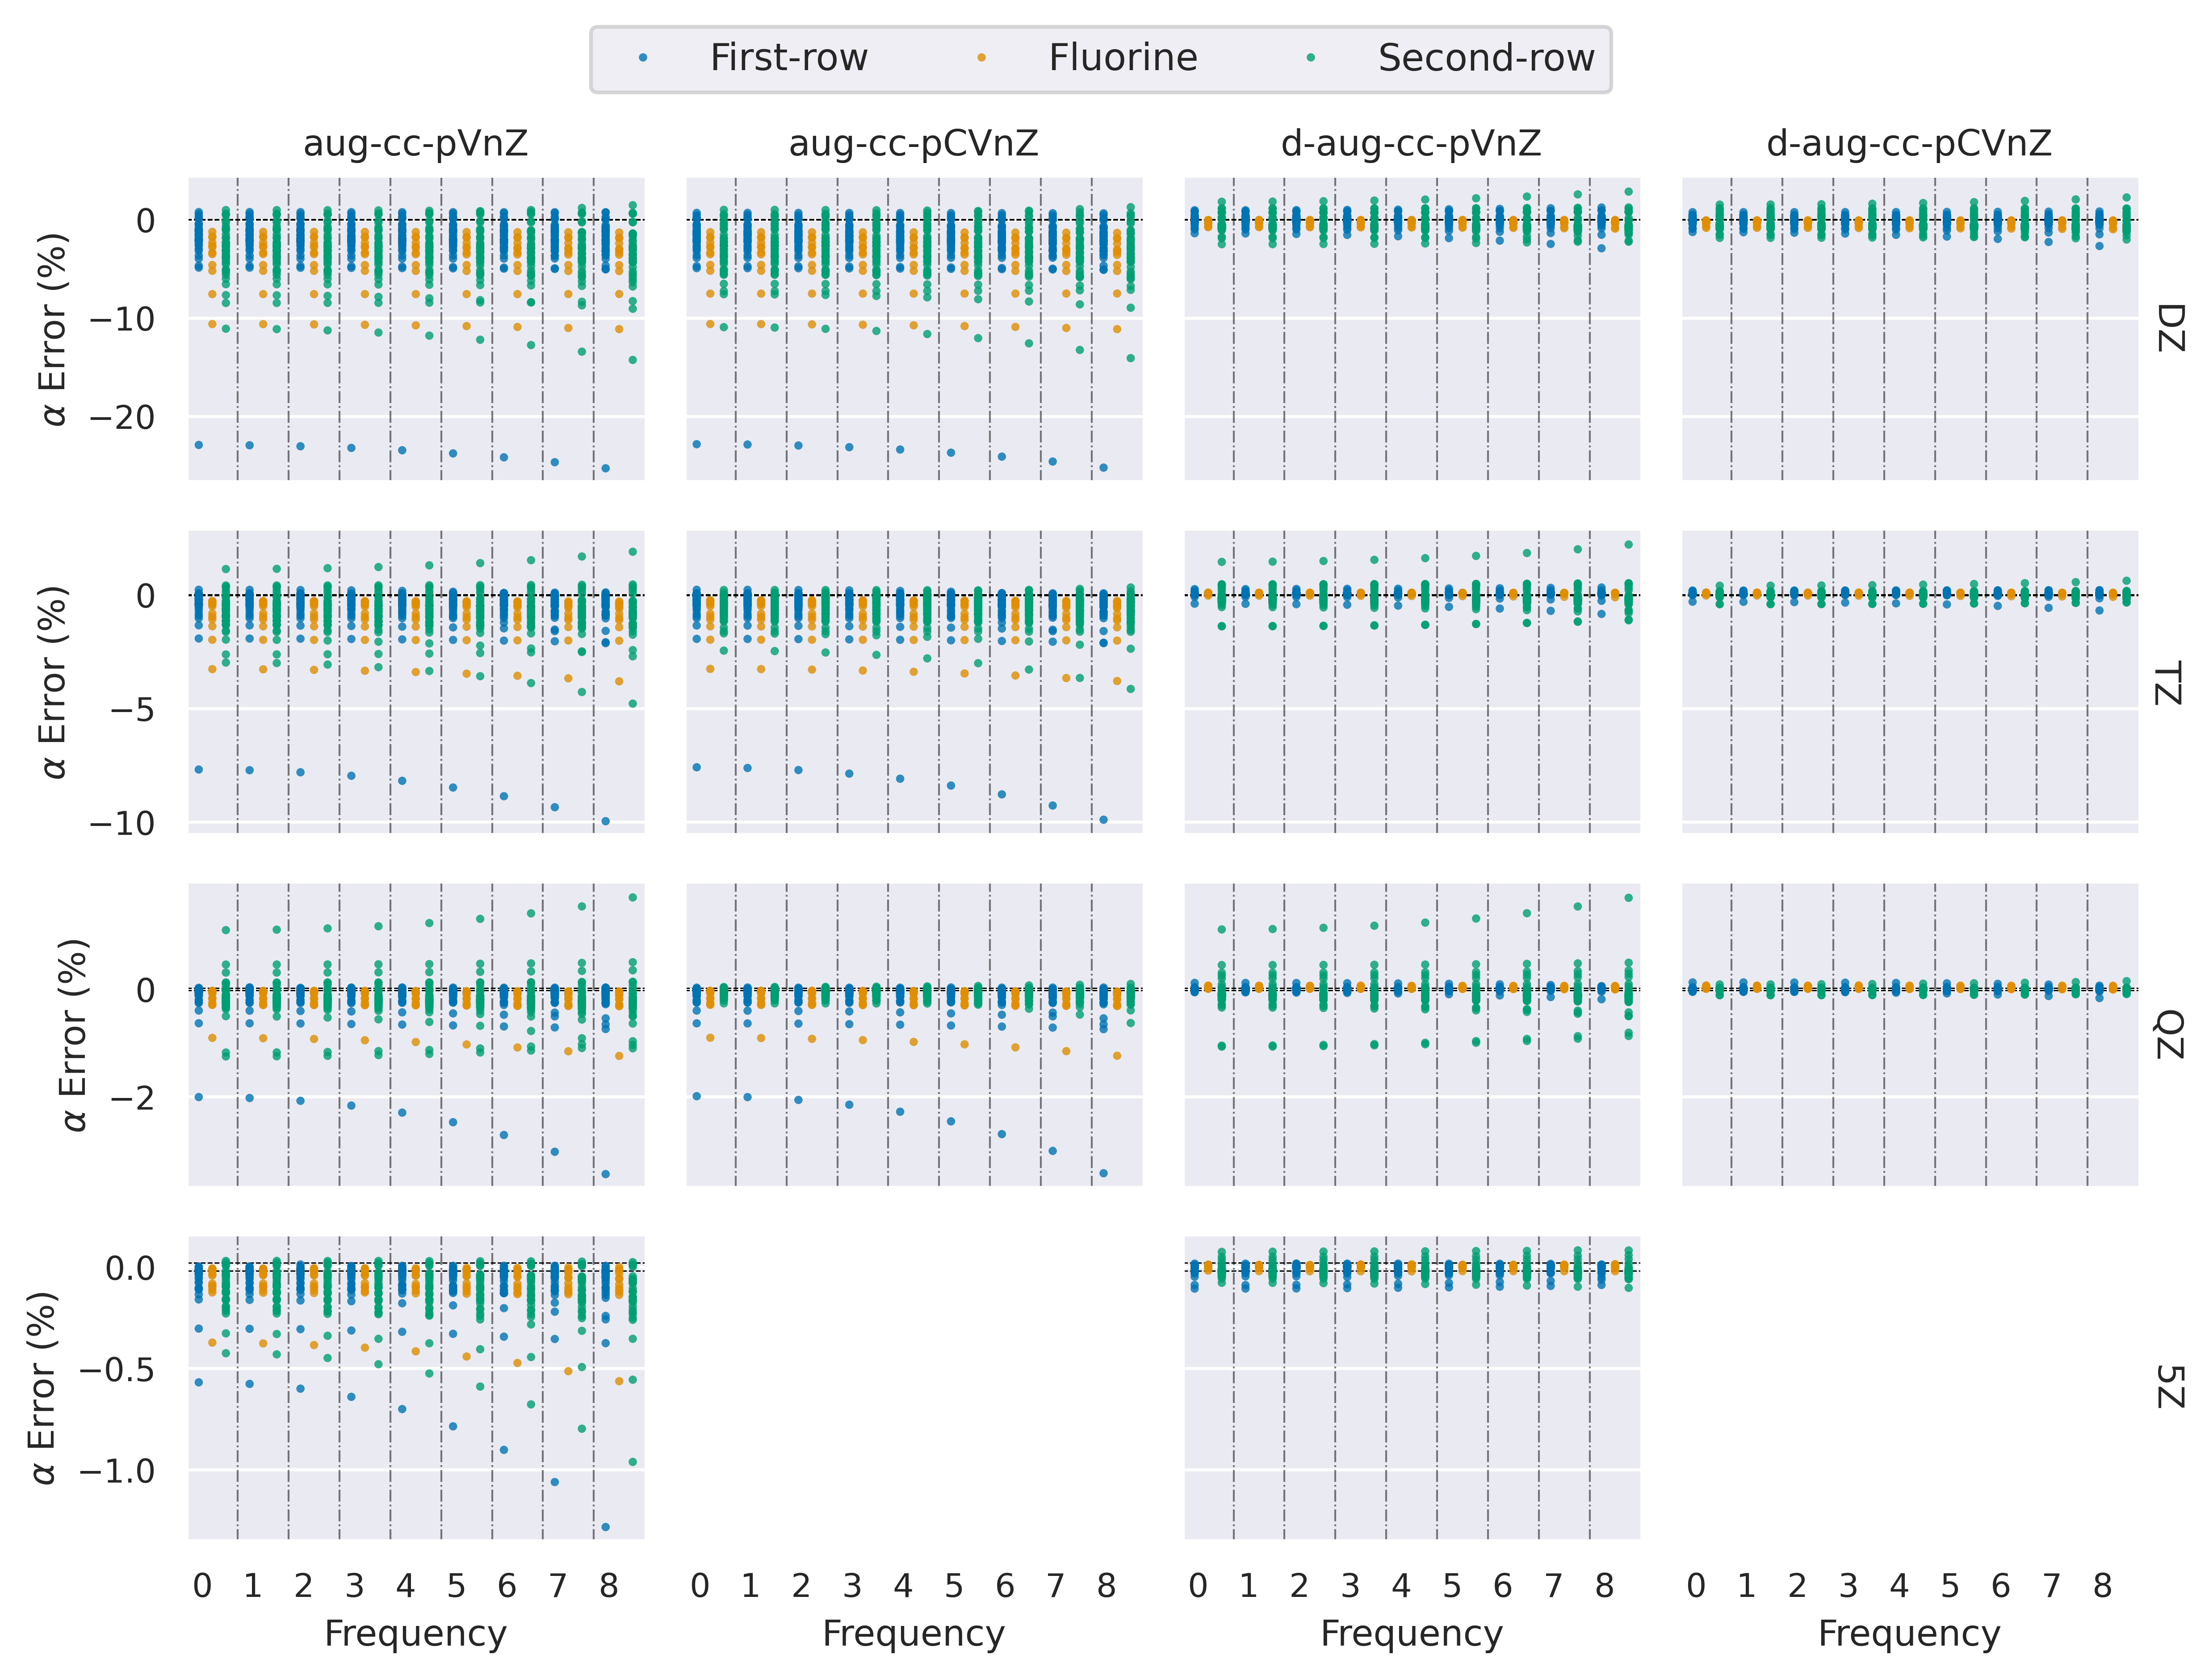 First-row Fluorine Second-row
aug-cc-pVnZ aug-cc-pCVnZ d-aug-cc-pVnZ d-aug-cc-pCVnZ
α Error (%)
0
−10
−20
DZ
α Error (%)
0
−5
−10
TZ
α Error (%)
0
−2
QZ
α Error (%)
0.0
−0.5
−1.0
5Z
0 1 2 3 4 5 6 7 8 0 1 2 3 4 5 6 7 8 0 1 2 3 4 5 6 7 8 0 1 2 3 4 5 6 7 8
Frequency Frequency Frequency Frequency